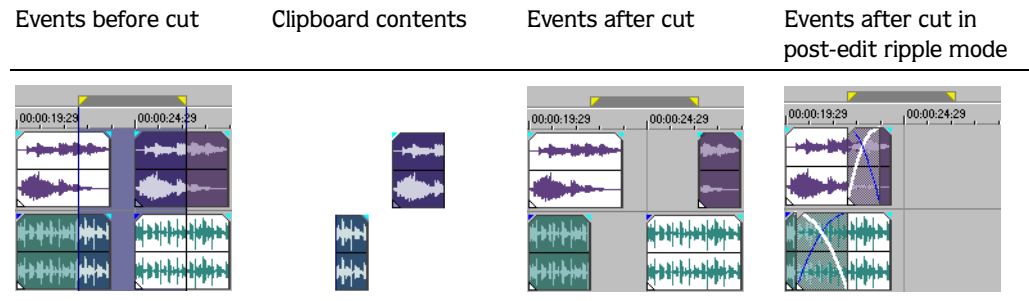 Events before cut
Clipboard contents
Events after cut
Events after cut in
post-edit ripple mode
00:00:19:29
00:00:24:29
00:00:19:29
00:00:24:29
00:00:19:29
00:00:24:29